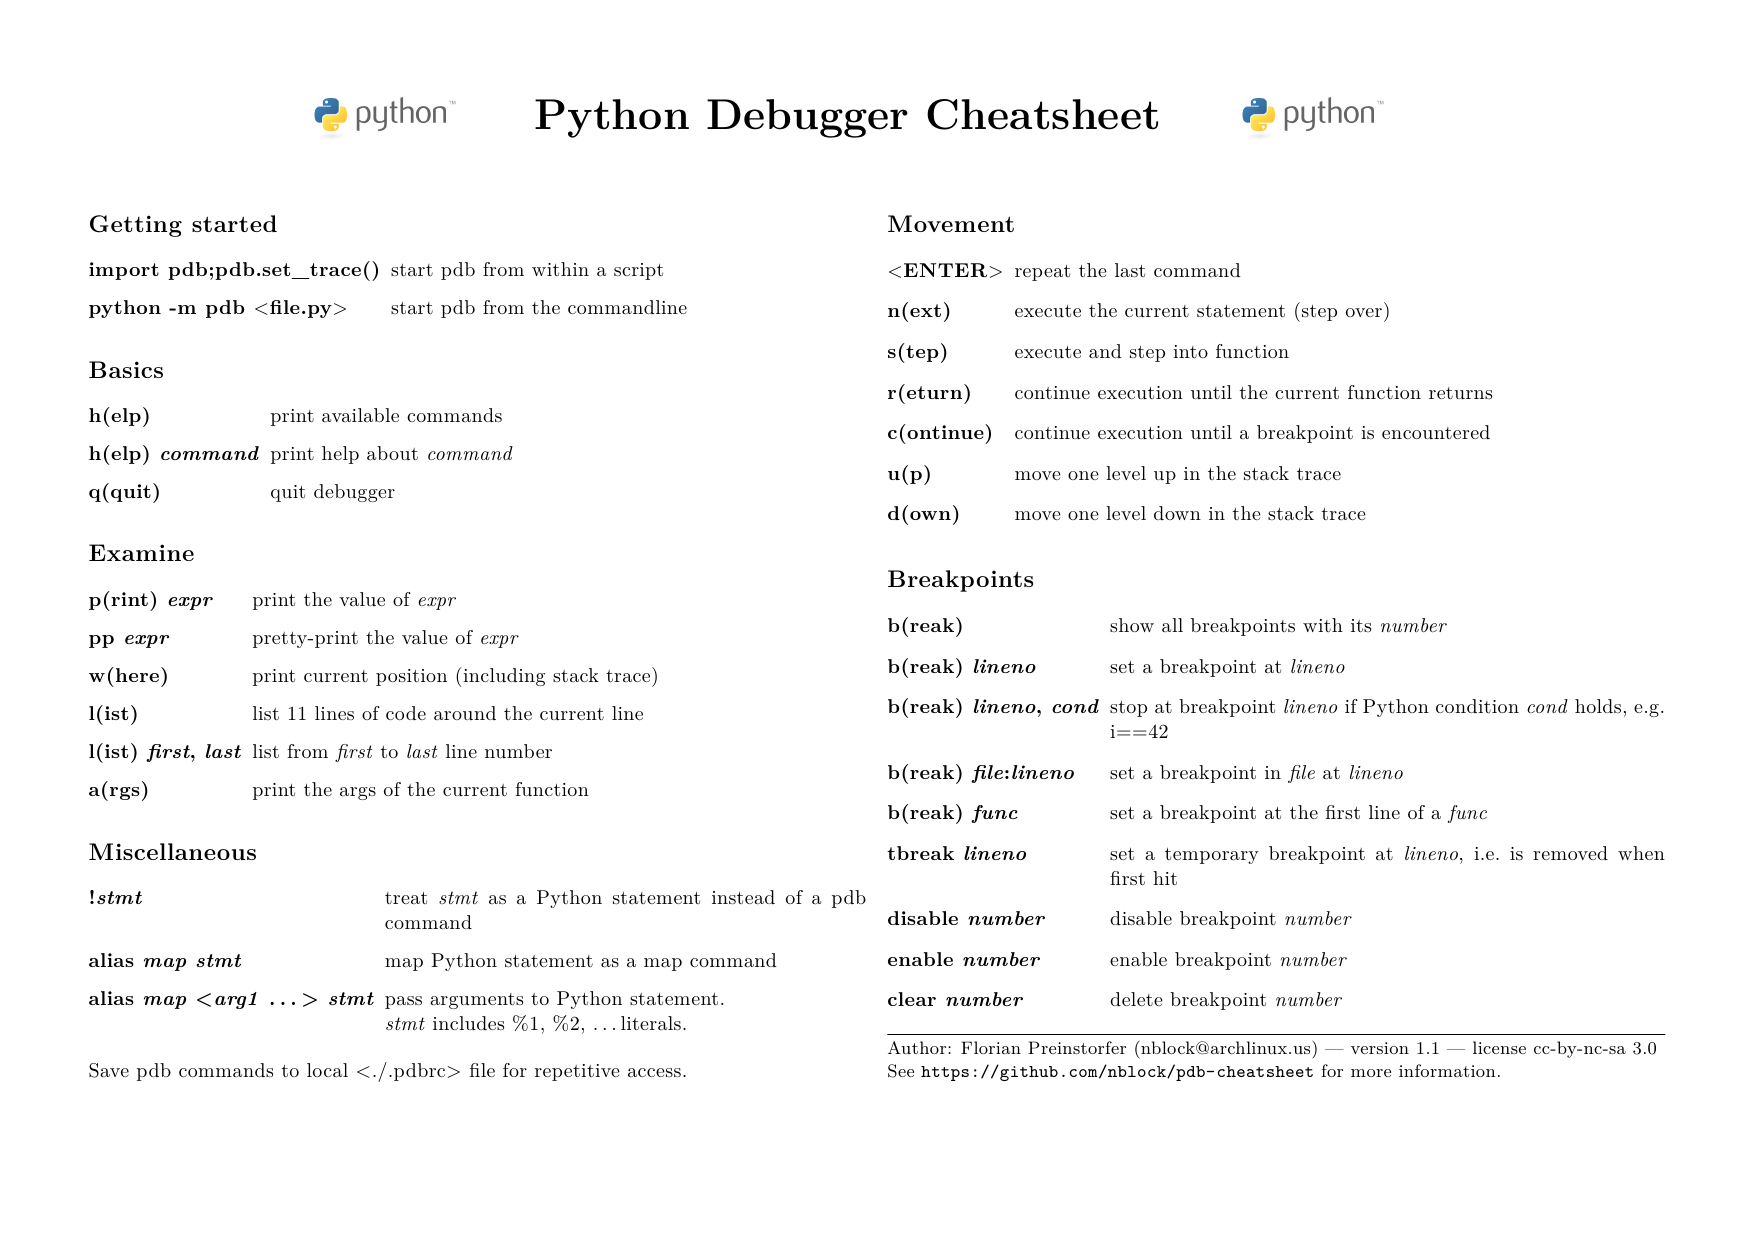 python™ Python Debugger Cheatsheet python™
Getting started
import pdb;pdb.set_trace() start pdb from within a script
python -m pdb <file.py> start pdb from the commandline
Basics
h(elp) print available commands
h(elp) command print help about command
q(quit) quit debugger
Examine
p(rint) expr print the value of expr
pp expr pretty-print the value of expr
w(here) print current position (including stack trace)
l(ist) list 11 lines of code around the current line
l(ist) first, last list from first to last line number
a(rgs) print the args of the current function
Miscellaneous
!stmt treat stmt as a Python statement instead of a pdb
command
alias map stmt map Python statement as a map command
alias map <arg1 ...> stmt pass arguments to Python statement.
stmt includes %1, %2, ... literals.
Save pdb commands to local <./.pdbrc> file for repetitive access.
Movement
<ENTER> repeat the last command
n(ext) execute the current statement (step over)
s(tep) execute and step into function
r(eturn) continue execution until the current function returns
c(ontinue) continue execution until a breakpoint is encountered
u(p) move one level up in the stack trace
d(own) move one level down in the stack trace
Breakpoints
b(reak) show all breakpoints with its number
b(reak) lineno set a breakpoint at lineno
b(reak) lineno, cond stop at breakpoint lineno if Python condition cond holds, e.g.
i==42
b(reak) file:lineno set a breakpoint in file at lineno
b(reak) func set a breakpoint at the first line of a func
tbreak lineno set a temporary breakpoint at lineno, i.e. is removed when
first hit
disable number disable breakpoint number
enable number enable breakpoint number
clear number delete breakpoint number
Author: Florian Preinstorfer (nblock@archlinux.us) — version 1.1 — license cc-by-nc-sa 3.0
See https://github.com/nblock/pdb-cheatsheet for more information.